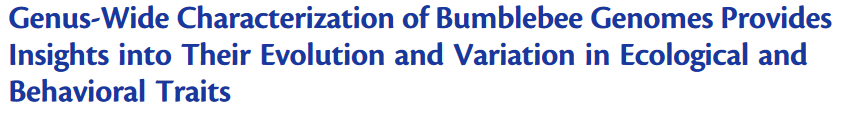 Genus-Wide Characterization of Bumblebee Genomes Provides
Insights into Their Evolution and Variation in Ecological and
Behavioral Traits